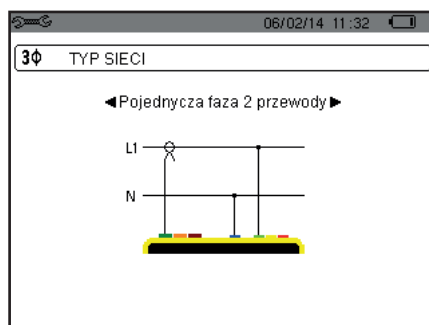 06/02/14 11:32
3Φ TYP SIECI
◄Pojedyncza faza 2 przewody►
L1
N